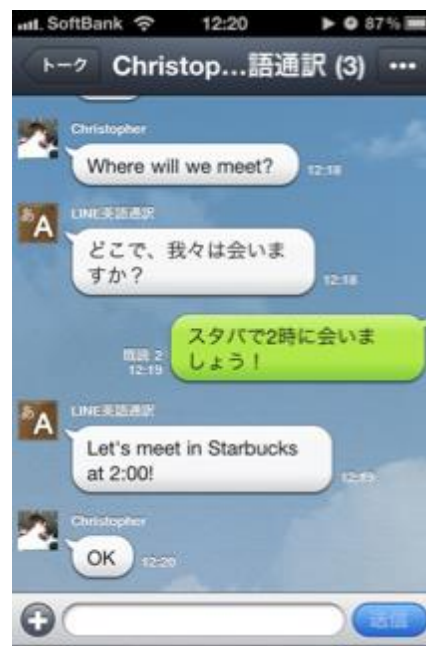 SoftBank 12:20 87%
トーク Christop...語通訳 (3) •••
Christopher
Where will we meet?
12:18
LINE英語通訳
どこで、我々は会いま
すか？
12:18
スタバで2時に会いま
しょう！
既読 2
12:19
LINE英語通訳
Let's meet in Starbucks
at 2:00!
12:19
Christopher
OK
12:20
送信
あA